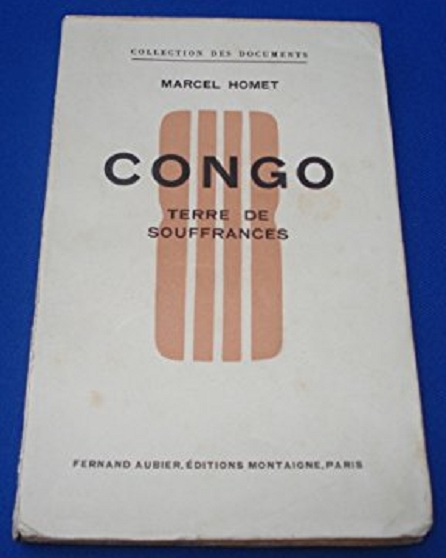 COLLECTION DES DOCUMENTS
MARCEL HOMET
CONGO
TERRE DE
SOUFFRANCES
FERNAND AUBIER, ÉDITIONS MONTAIGNE, PARIS